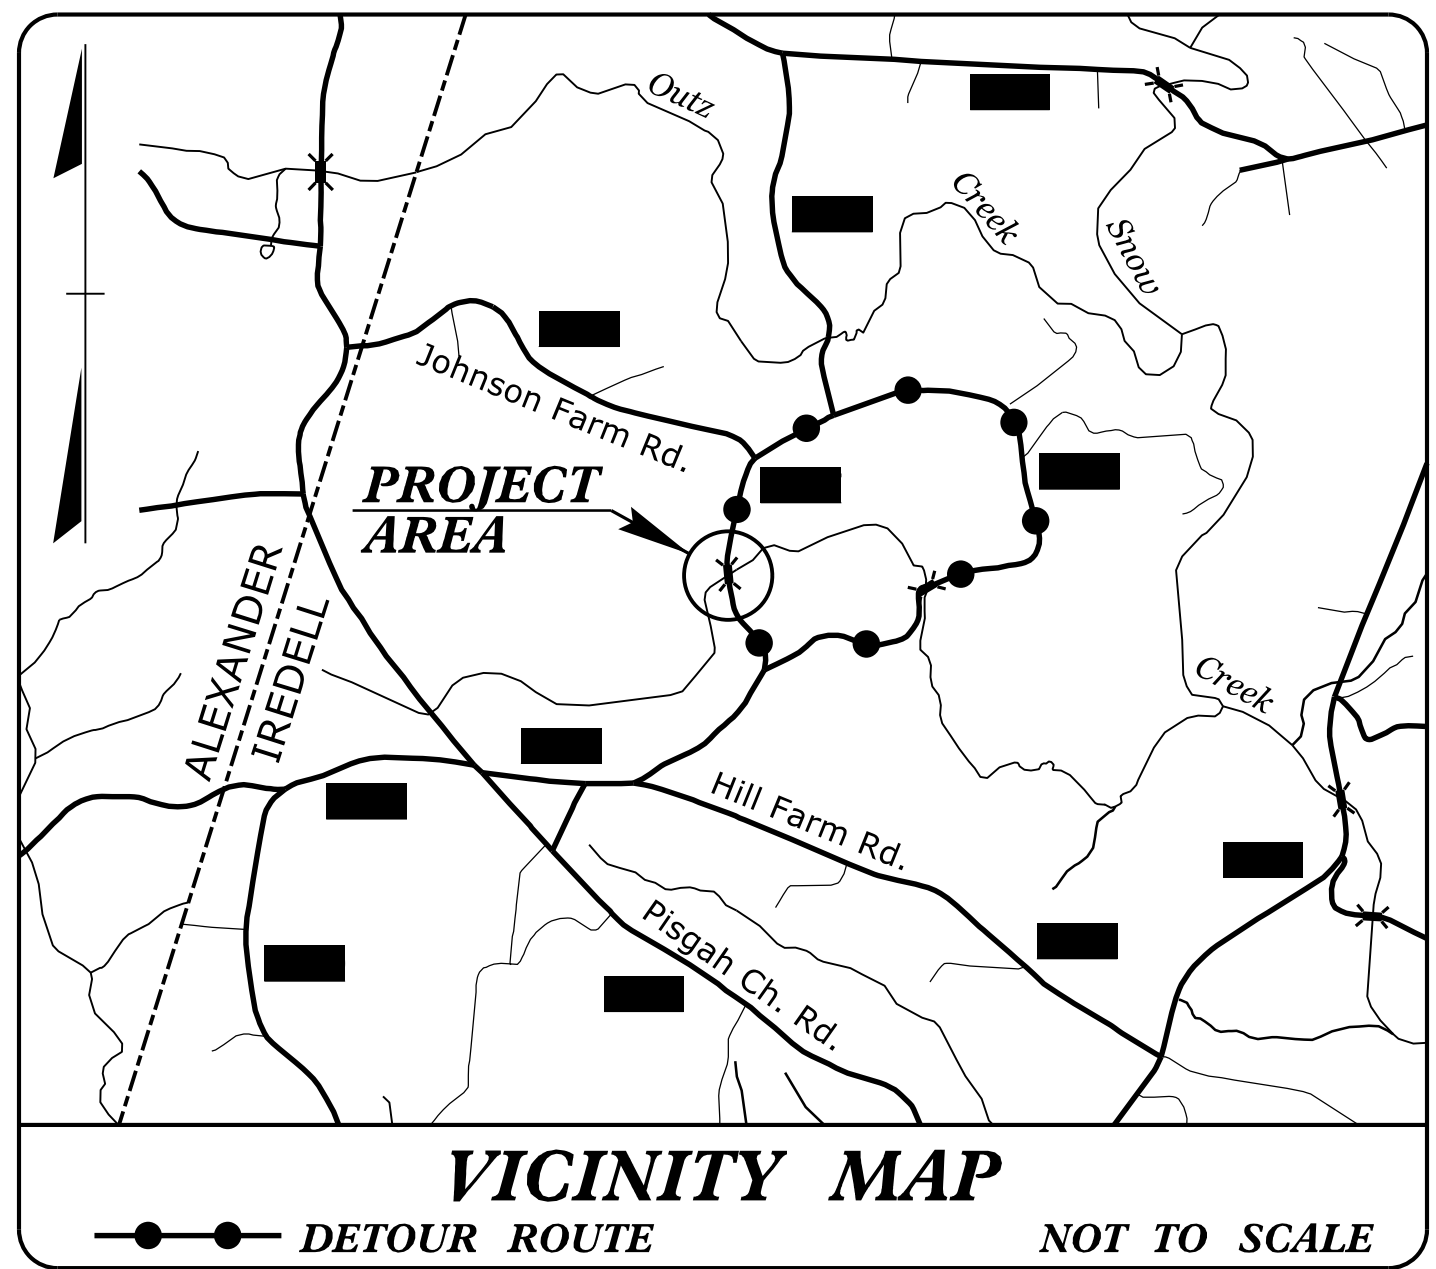 Outz
Creek
Snow
Johnson Farm Rd.
PROJECT
AREA
ALEXANDER
IREDELL
Creek
Hill Farm Rd.
Pisgah Ch. Rd.
VICINITY MAP
DETOUR ROUTE
NOT TO SCALE